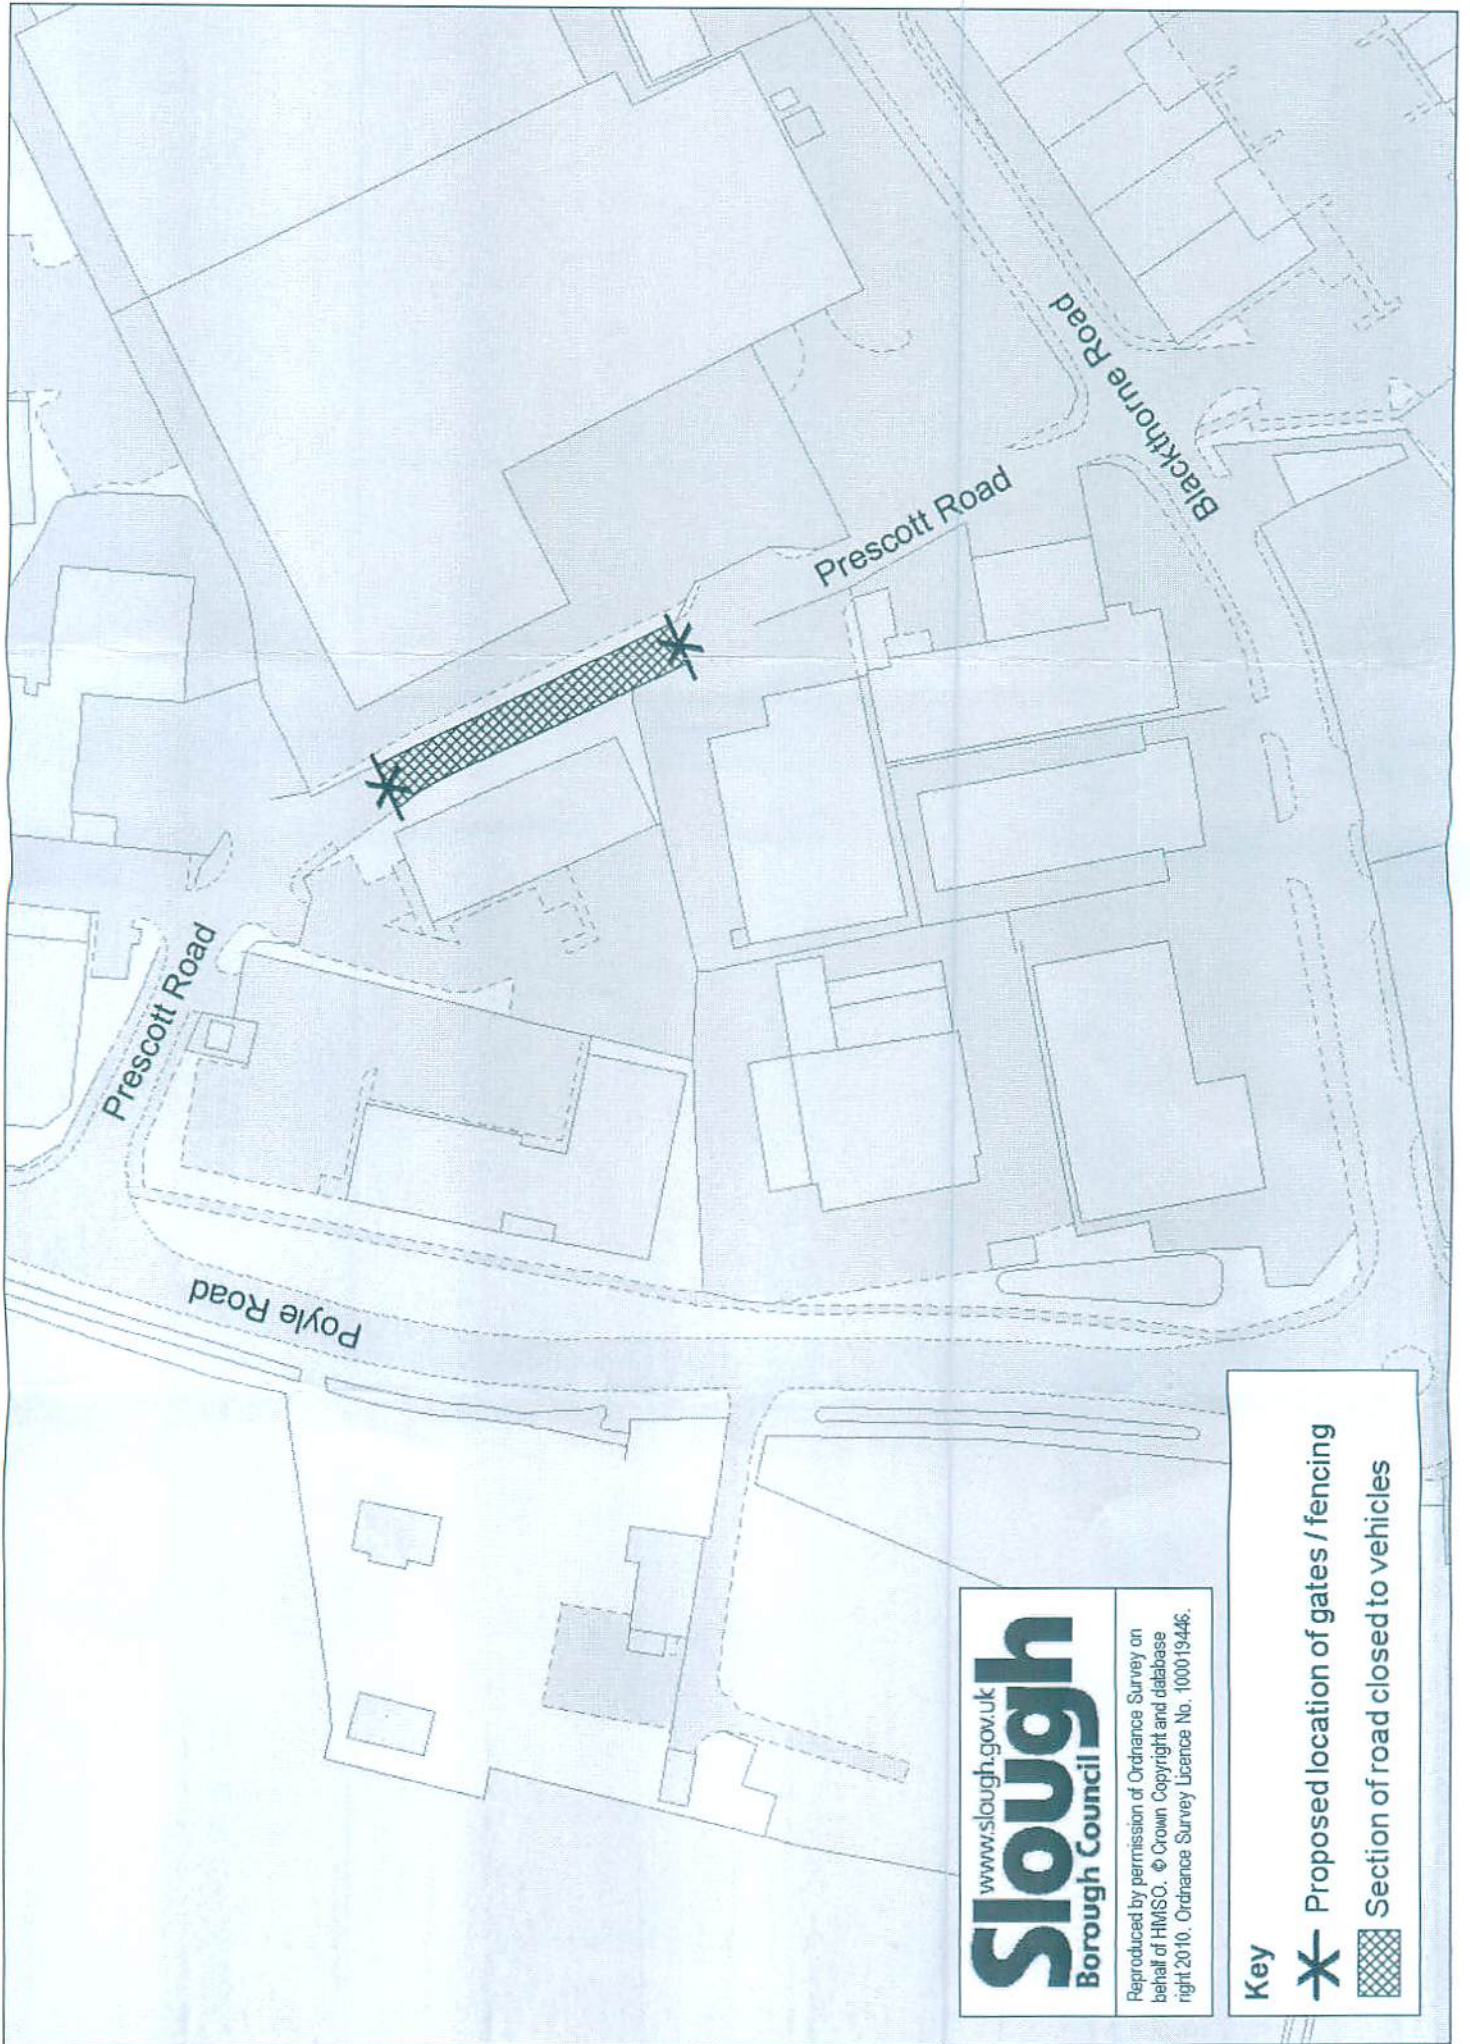 Prescott Road
Poyle Road
Prescott Road
Blackthorne Road
www.slough.gov.uk
Slough
Borough Council
Reproduced by permission of Ordnance Survey on
behalf of HMSO. © Crown Copyright and database
right 2010. Ordnance Survey Licence No. 100019446.
Key
Proposed location of gates / fencing
Section of road closed to vehicles